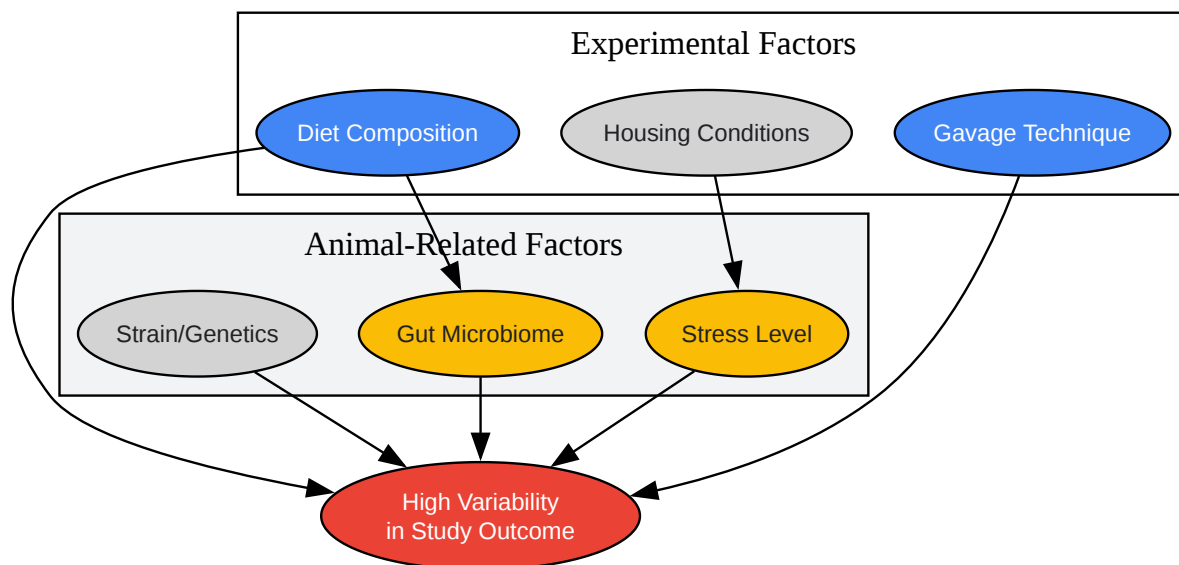 Experimental Factors
Diet Composition
Housing Conditions
Gavage Technique
Animal-Related Factors
Strain/Genetics
Gut Microbiome
Stress Level
High Variability
in Study Outcome